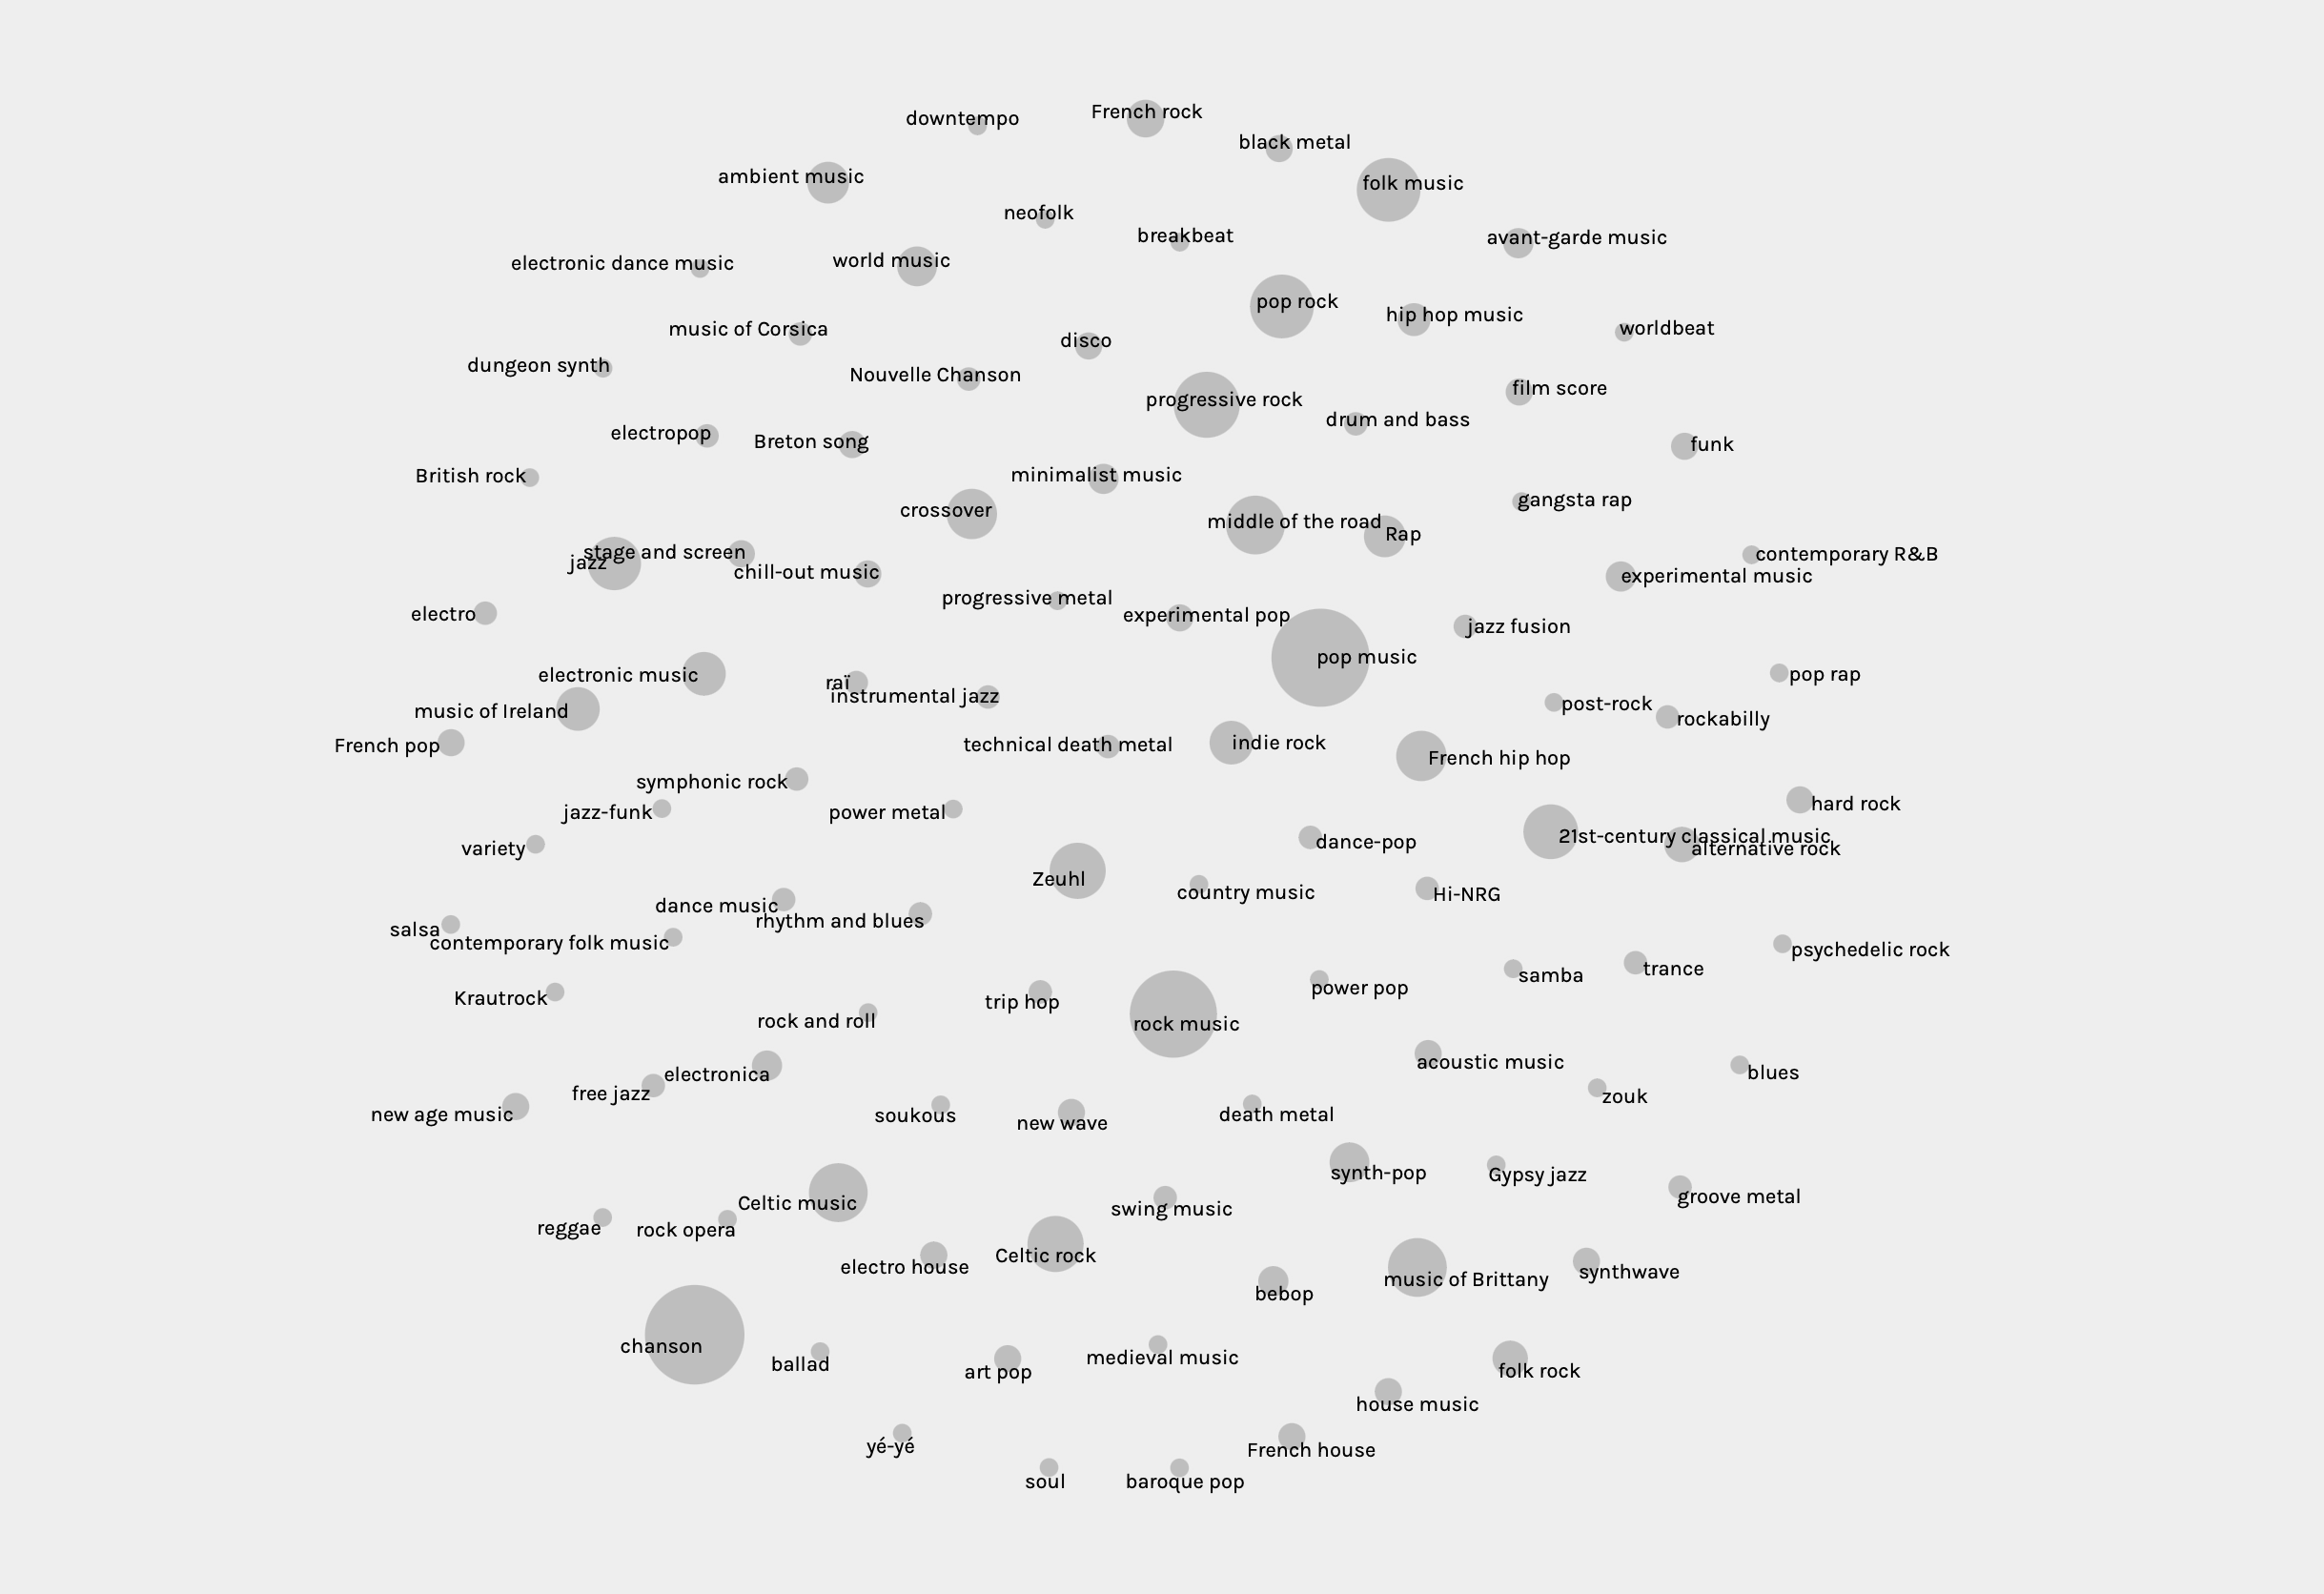 French rock
downtempo
black metal
ambient music
folk music
neofolk
breakbeat
avant-garde music
world music
electronic dance music
pop rock
hip hop music
worldbeat
music of Corsica
disco
dungeon synth
Nouvelle Chanson
film score
progressive rock
drum and bass
electropop
Breton song
funk
minimalist music
British rock
gangsta rap
crossover
middle of the road
Rap
stage and screen
contemporary R&B
jazz
chill-out music
experimental music
progressive metal
electro
experimental pop
jazz fusion
pop music
electronic music
pop rap
raï
instrumental jazz
post-rock
music of Ireland
rockabilly
indie rock
technical death metal
French pop
French hip hop
symphonic rock
hard rock
jazz-funk
power metal
21st-century classical music
dance-pop
variety
alternative rock
Zeuhl
country music
Hi-NRG
dance music
rhythm and blues
salsa
contemporary folk music
psychedelic rock
trance
samba
power pop
Krautrock
trip hop
rock and roll
rock music
acoustic music
blues
electronica
free jazz
zouk
new age music
soukous
death metal
new wave
synth-pop
Gypsy jazz
groove metal
Celtic music
swing music
reggae
rock opera
Celtic rock
electro house
synthwave
music of Brittany
bebop
chanson
medieval music
ballad
folk rock
art pop
house music
yé-yé
French house
soul
baroque pop